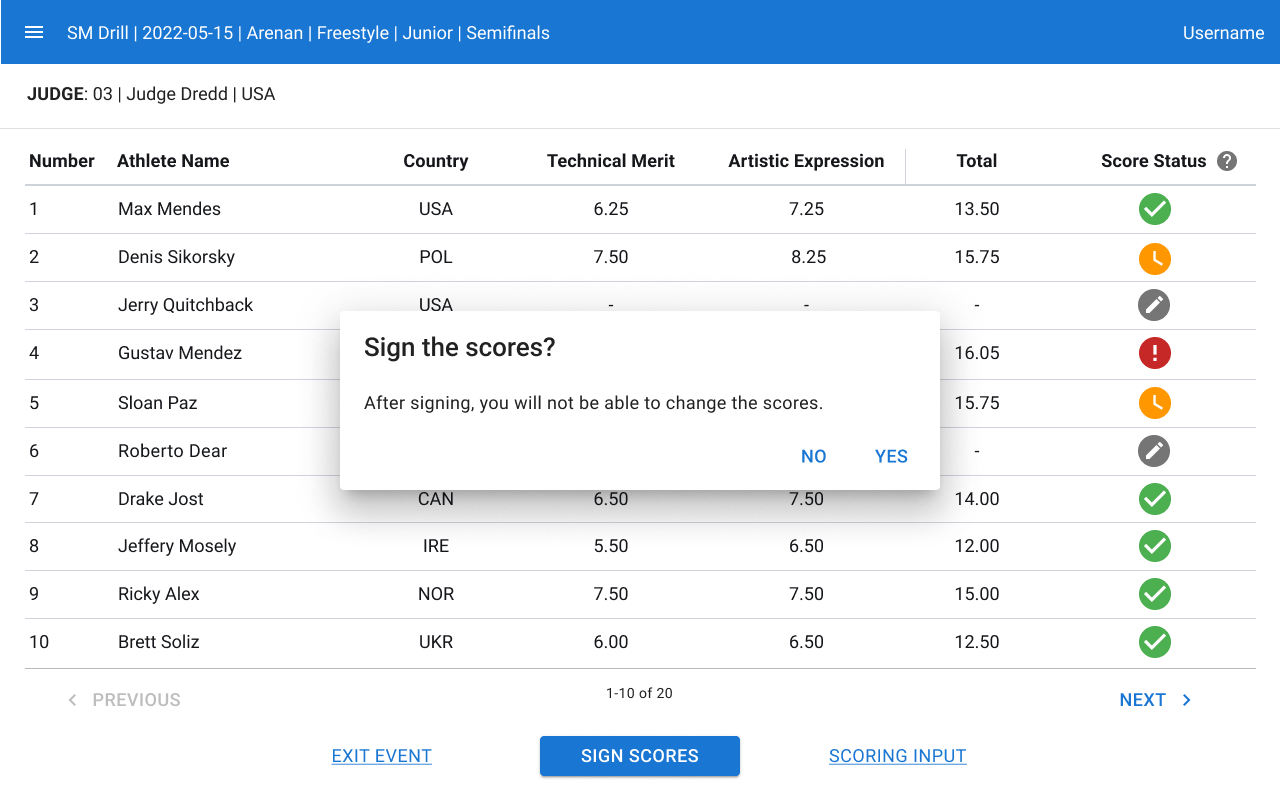 SM Drill | 2022-05-15 | Arenan | Freestyle | Junior | Semifinals Username
JUDGE: 03 | Judge Dredd | USA
Number Athlete Name Country Technical Merit Artistic Expression Total Score Status ?
1 Max Mendes USA 6.25 7.25 13.50
2 Denis Sikorsky POL 7.50 8.25 15.75
3 Jerry Quitchback USA - - -
4 Gustav Mendez 16.05 !
5 Sloan Paz 15.75
6 Roberto Dear -
Sign the scores?
After signing, you will not be able to change the scores.
NO YES
7 Drake Jost CAN 6.50 7.50 14.00
8 Jeffery Mosely IRE 5.50 6.50 12.00
9 Ricky Alex NOR 7.50 7.50 15.00
10 Brett Soliz UKR 6.00 6.50 12.50
PREVIOUS 1-10 of 20 NEXT
EXIT EVENT SIGN SCORES SCORING INPUT